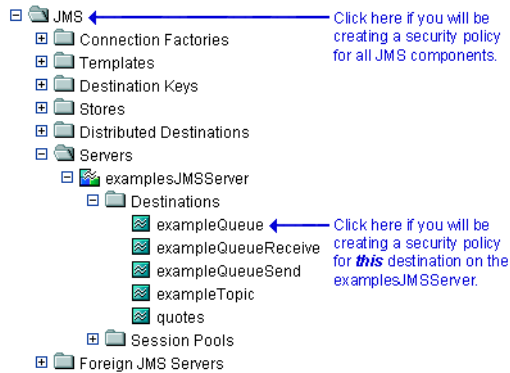 JMS
Click here if you will be
creating a security policy
for all JMS components.
Connection Factories
Templates
Destination Keys
Stores
Distributed Destinations
Servers
examplesJMSServer
Destinations
exampleQueue
Click here if you will be
creating a security policy
for this destination on the
examplesJMSServer.
exampleQueueReceive
exampleQueueSend
exampleTopic
quotes
Session Pools
Foreign JMS Servers